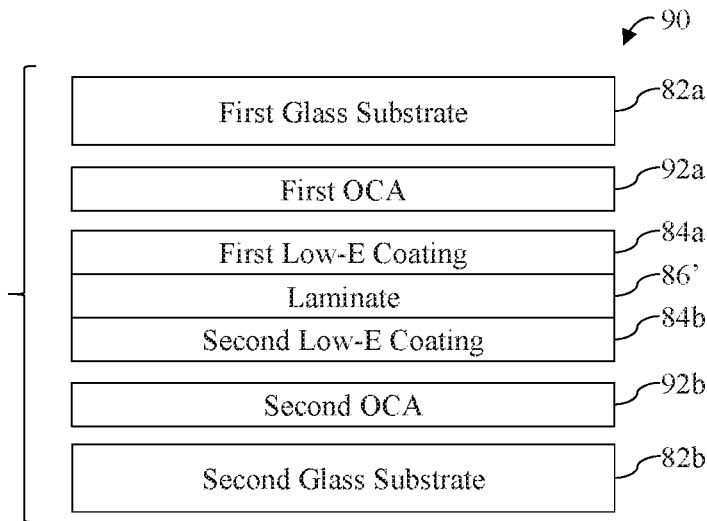 90
First Glass Substrate 82a
First OCA 92a
First Low-E Coating 84a
Laminate 86’
Second Low-E Coating 84b
Second OCA 92b
Second Glass Substrate 82b